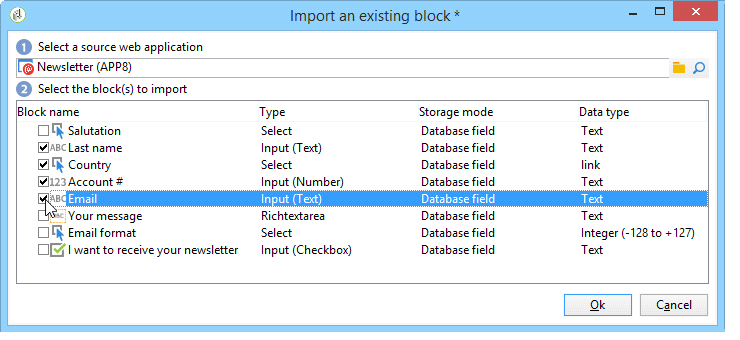 Import an existing block *
1 Select a source web application
Newsletter (APP8)
2 Select the block(s) to import
Block name Type Storage mode Data type
Salutation Select Database field Text
ABC Last name Input (Text) Database field Text
Country Select Database field link
123 Account # Input (Number) Database field Text
ABC Email Input (Text) Database field Text
Your message Richtextarea Database field Text
Email format Select Database field Integer (-128 to +127)
I want to receive your newsletter Input (Checkbox) Database field Text
Ok Cancel